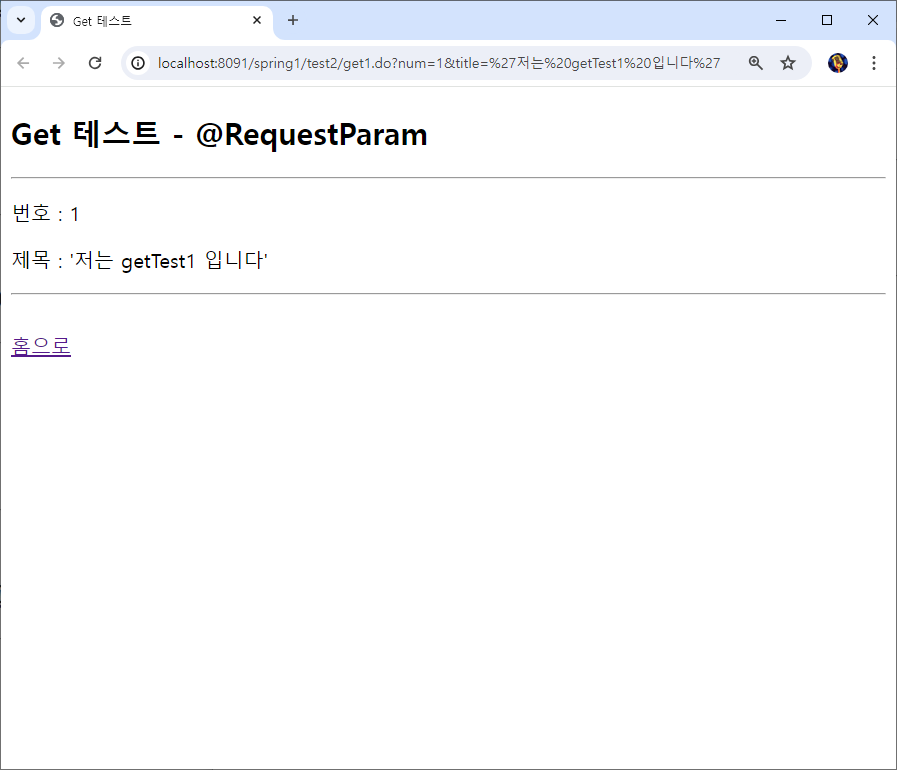 Get 테스트
localhost:8091/spring1/test2/get1.do?num=1&title=%27저는%20getTest1%20입니다%27
Get 테스트 - @RequestParam
번호 : 1
제목 : '저는 getTest1 입니다'
홈으로